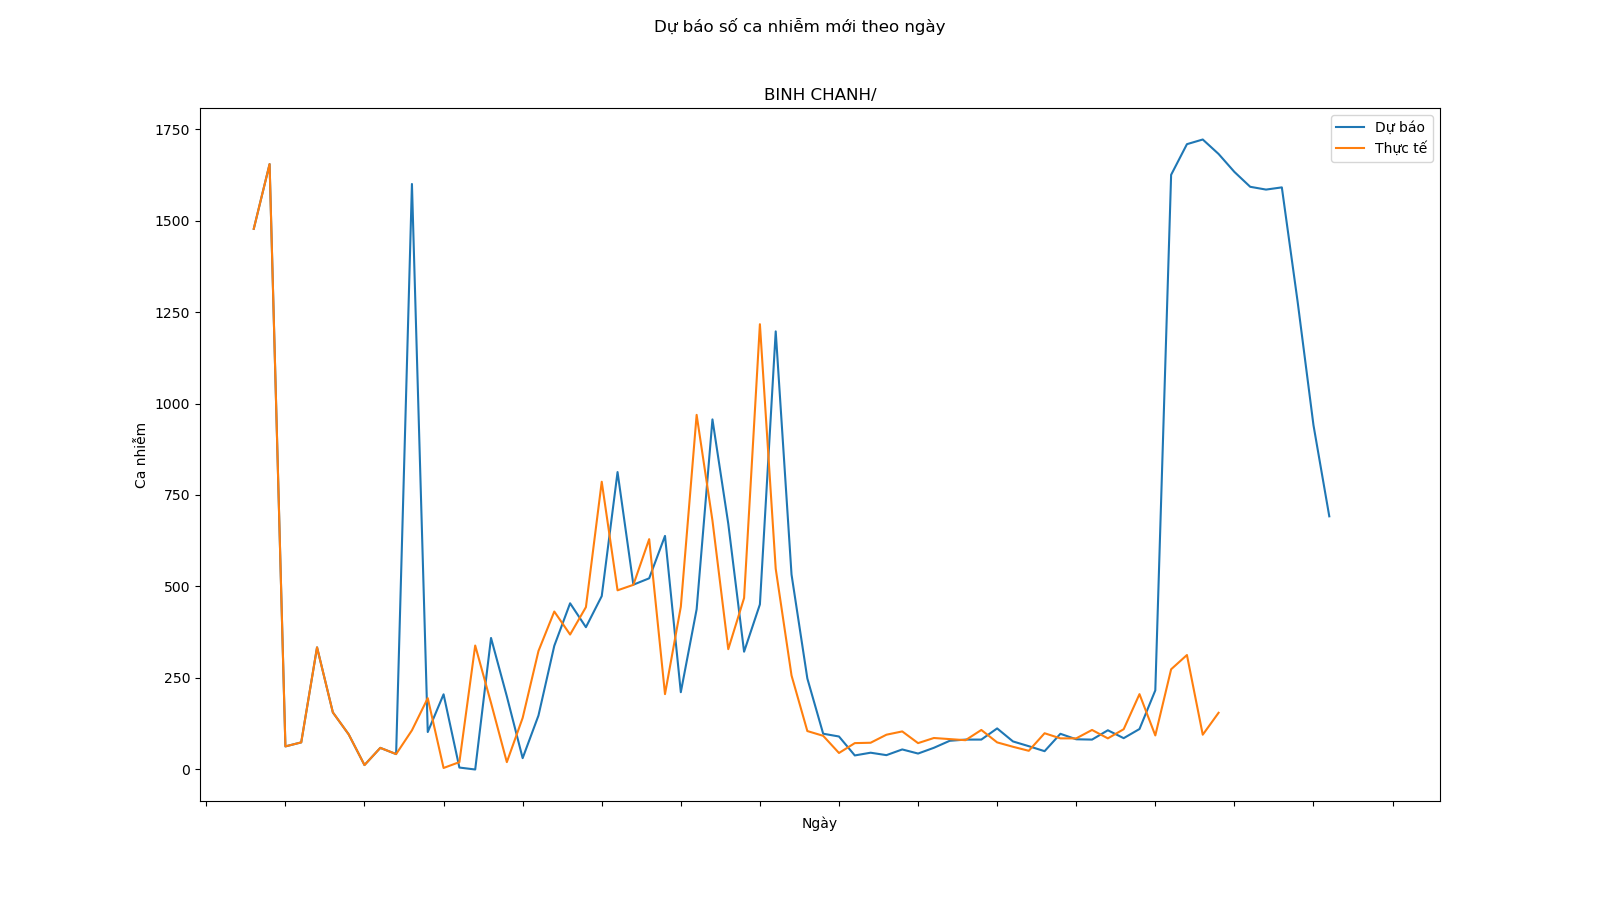 Dự báo số ca nhiễm mới theo ngày
BINH CHANH/
Dự báo
Thực tế
1750
1500
1250
1000
750
500
250
0
Ca nhiễm
Ngày